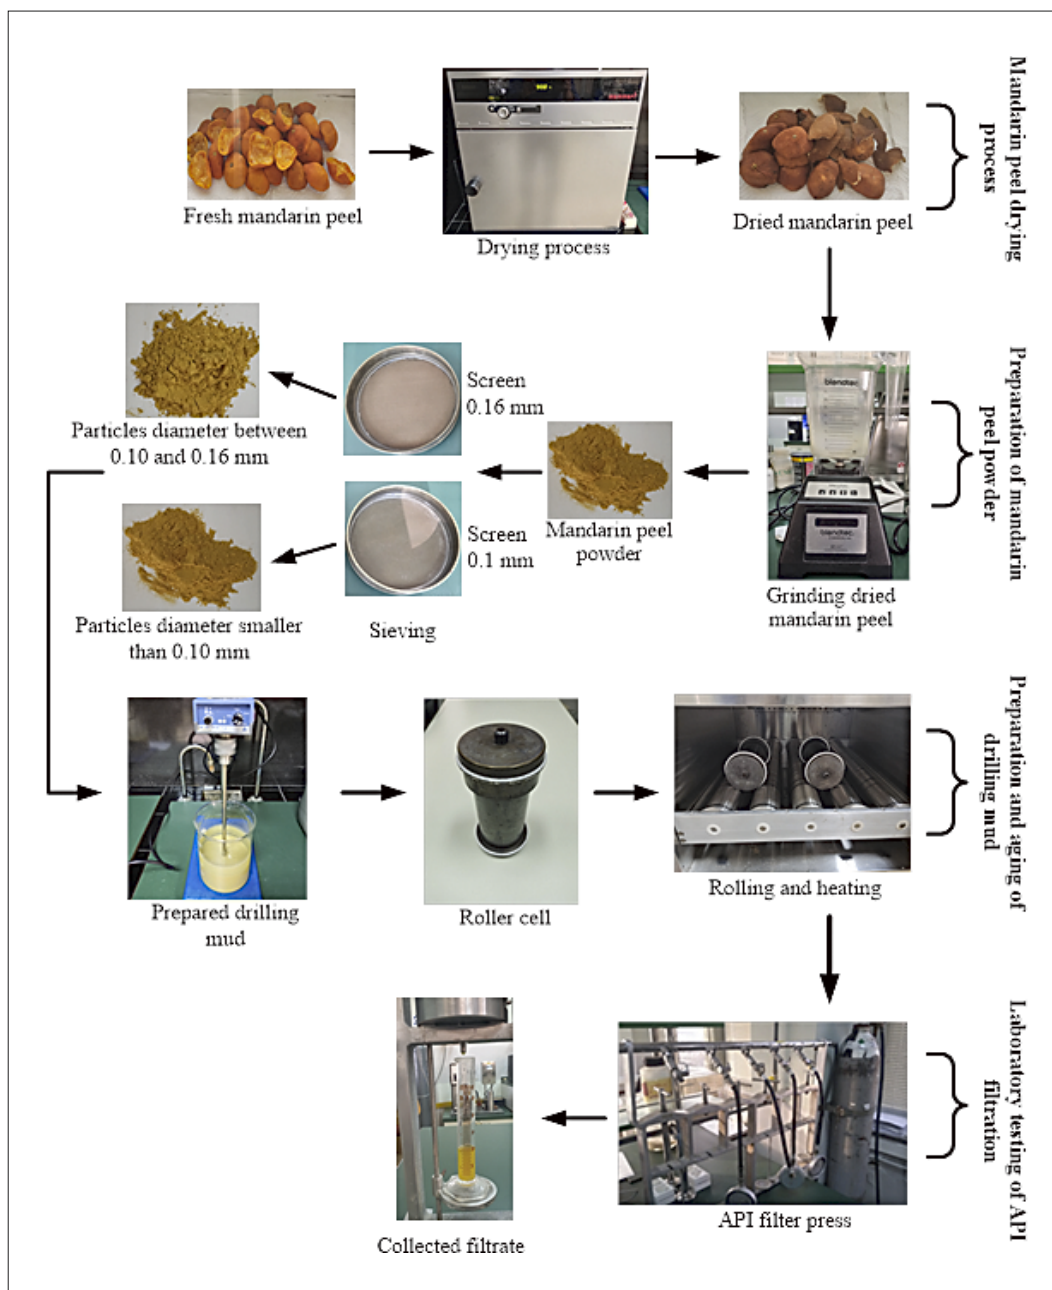 Mandarin peel drying
process
Fresh mandarin peel
Drying process
Dried mandarin peel
Preparation of mandarin
peel powder
Screen
0.16 mm
Particles diameter between
0.10 and 0.16 mm
blendtec
Mandarin peel
powder
Screen
0.1 mm
blendtec
Grinding dried
mandarin peel
Particles diameter smaller
than 0.10 mm
Sieving
Preparation and aging of
drilling mud
Prepared drilling
mud
Roller cell
Rolling and heating
Laboratory testing of API
filtration
API filter press
Collected filtrate